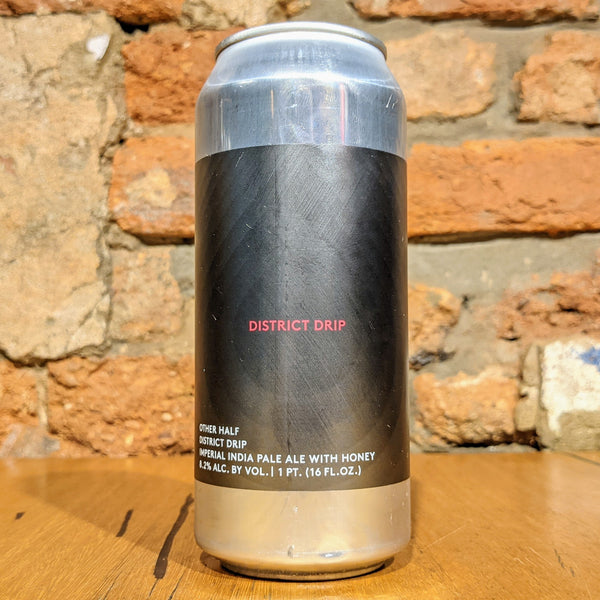 DISTRICT DRIP
OTHER HALF
DISTRICT DRIP
IMPERIAL INDIA PALE ALE WITH HONEY
8.2% ALC. BY VOL. | 1 PT. (16 FL.OZ.)